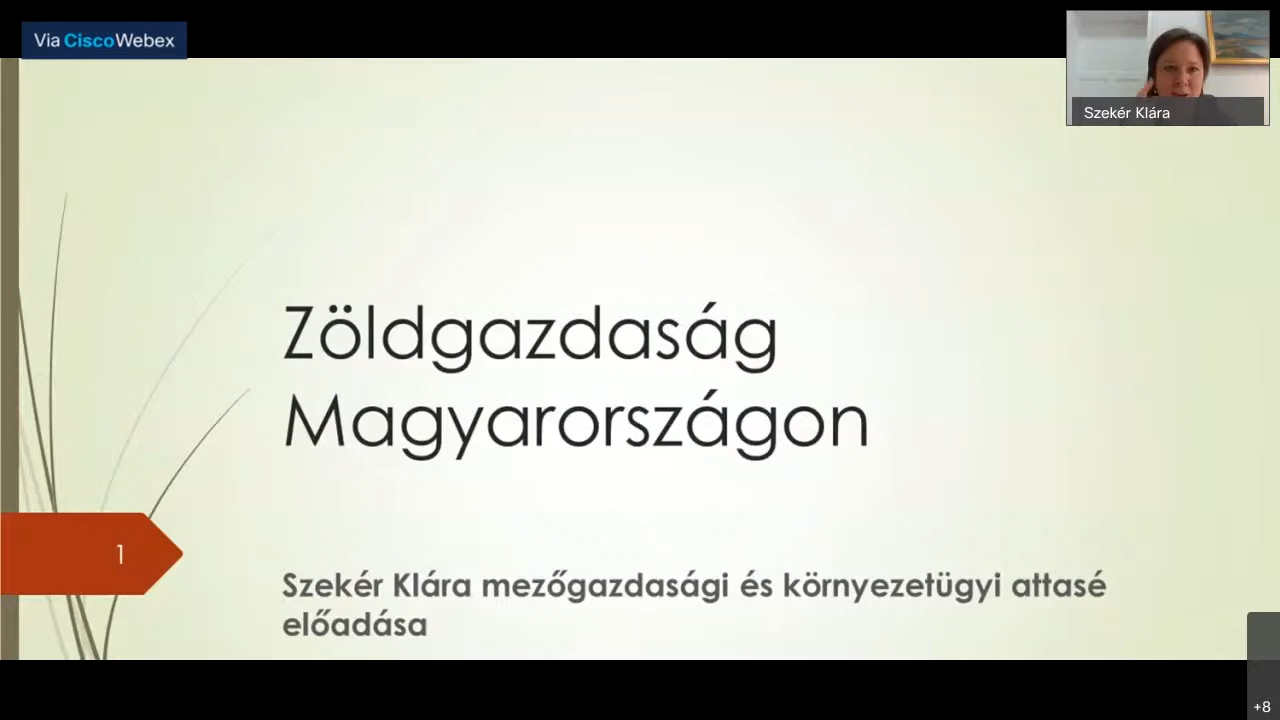 Via CiscoWebex
Szekér Klára
Zöldgazdaság
Magyarországon
1
Szekér Klára mezőgazdasági és környezetügyi attasé
előadása
+8